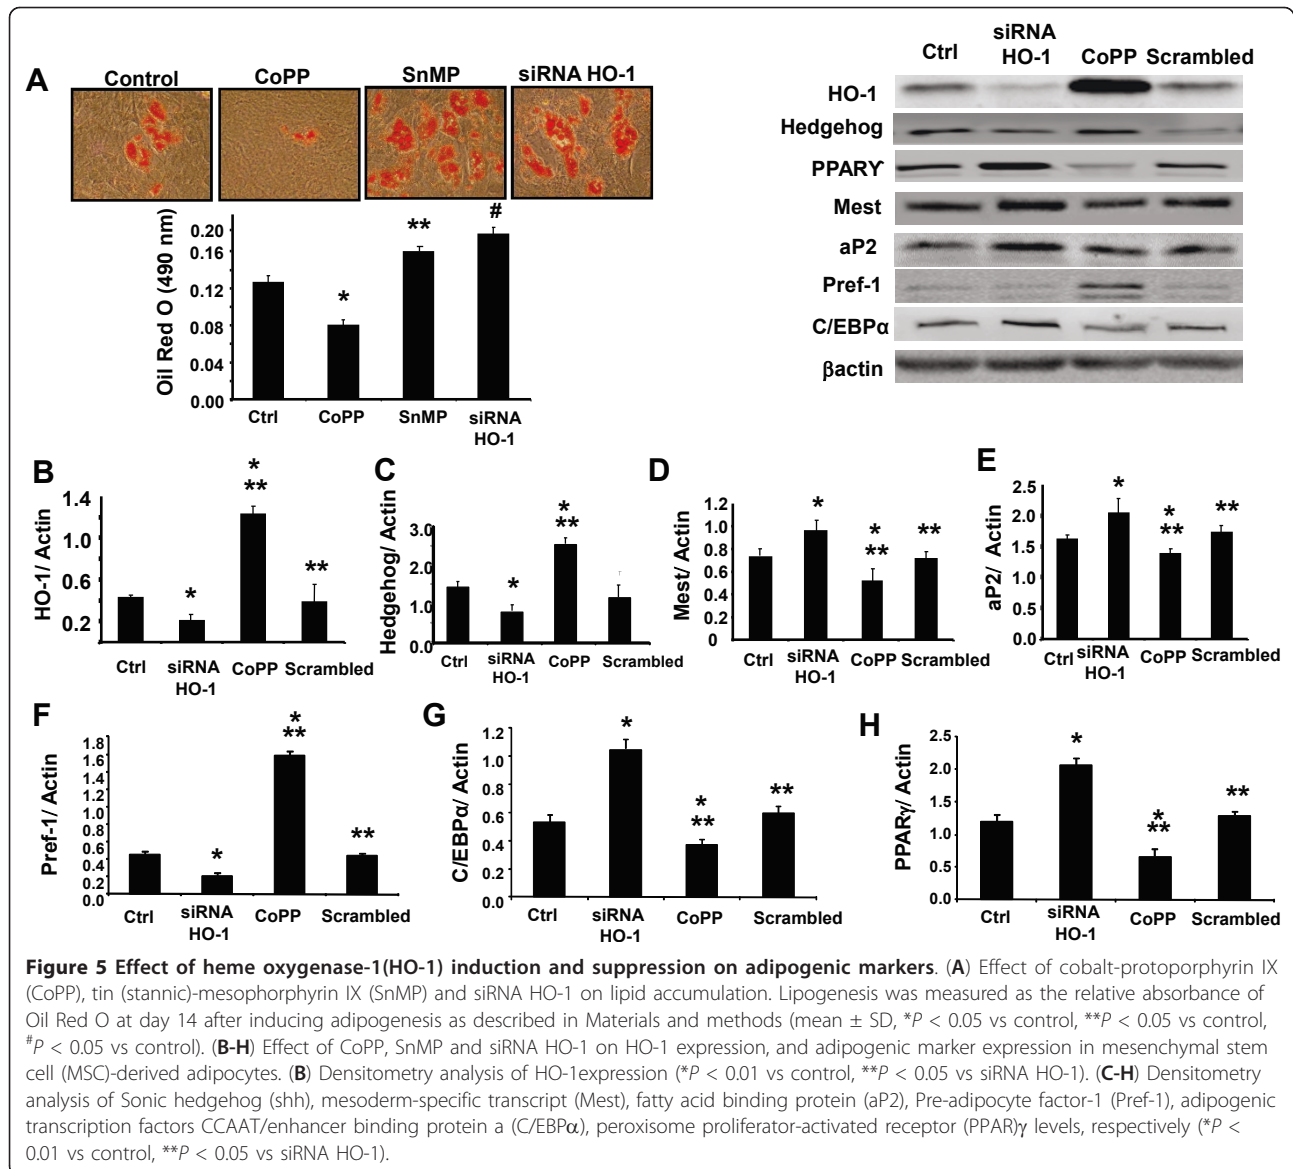 A
Control
CoPP
SnMP
siRNA HO-1
Oil Red O (490 nm)
0.20
0.16
0.12
0.08
0.04
0.00
*
**
#
Ctrl
CoPP
SnMP
siRNA
HO-1
Ctrl
siRNA
HO-1
CoPP
Scrambled
HO-1
Hedgehog
PPARϒ
Mest
aP2
Pref-1
C/EBPα
βactin
B
HO-1/ Actin
1.4
1.0
0.6
0.2
*
*
**
**
Ctrl
siRNA
HO-1
CoPP
Scrambled
C
Hedgehog/ Actin
3.0
2.0
1.0
0.0
*
*
**
Ctrl
siRNA
HO-1
CoPP
Scrambled
D
Mest/ Actin
1.2
1.0
0.8
0.6
0.4
0.2
0
*
*
**
**
Ctrl
siRNA
HO-1
CoPP
Scrambled
E
aP2/ Actin
2.5
2.0
1.5
1.0
0.5
0.0
*
*
**
**
Ctrl
siRNA
HO-1
CoPP
Scrambled
F
Pref-1/ Actin
1.8
1.6
1.4
1.2
1.0
0.8
0.6
0.4
0.2
0.0
*
*
**
**
Ctrl
siRNA
HO-1
CoPP
Scrambled
G
C/EBPα/ Actin
1.2
1.0
0.8
0.6
0.4
0.2
0.0
*
*
**
**
Ctrl
siRNA
HO-1
CoPP
Scrambled
H
PPARγ/ Actin
2.5
2.0
1.5
1.0
0.5
0.0
*
*
**
**
Ctrl
siRNA
HO-1
CoPP
Scrambled
Figure 5 Effect of heme oxygenase-1(HO-1) induction and suppression on adipogenic markers. (A) Effect of cobalt-protoporphyrin IX
(CoPP), tin (stannic)-mesophorphyrin IX (SnMP) and siRNA HO-1 on lipid accumulation. Lipogenesis was measured as the relative absorbance of
Oil Red O at day 14 after inducing adipogenesis as described in Materials and methods (mean ± SD, *P < 0.05 vs control, **P < 0.05 vs control,
#P < 0.05 vs control). (B-H) Effect of CoPP, SnMP and siRNA HO-1 on HO-1 expression, and adipogenic marker expression in mesenchymal stem
cell (MSC)-derived adipocytes. (B) Densitometry analysis of HO-1expression (*P < 0.01 vs control, **P < 0.05 vs siRNA HO-1). (C-H) Densitometry
analysis of Sonic hedgehog (shh), mesoderm-specific transcript (Mest), fatty acid binding protein (aP2), Pre-adipocyte factor-1 (Pref-1), adipogenic
transcription factors CCAAT/enhancer binding protein a (C/EBPα), peroxisome proliferator-activated receptor (PPAR)γ levels, respectively (*P <
0.01 vs control, **P < 0.05 vs siRNA HO-1).